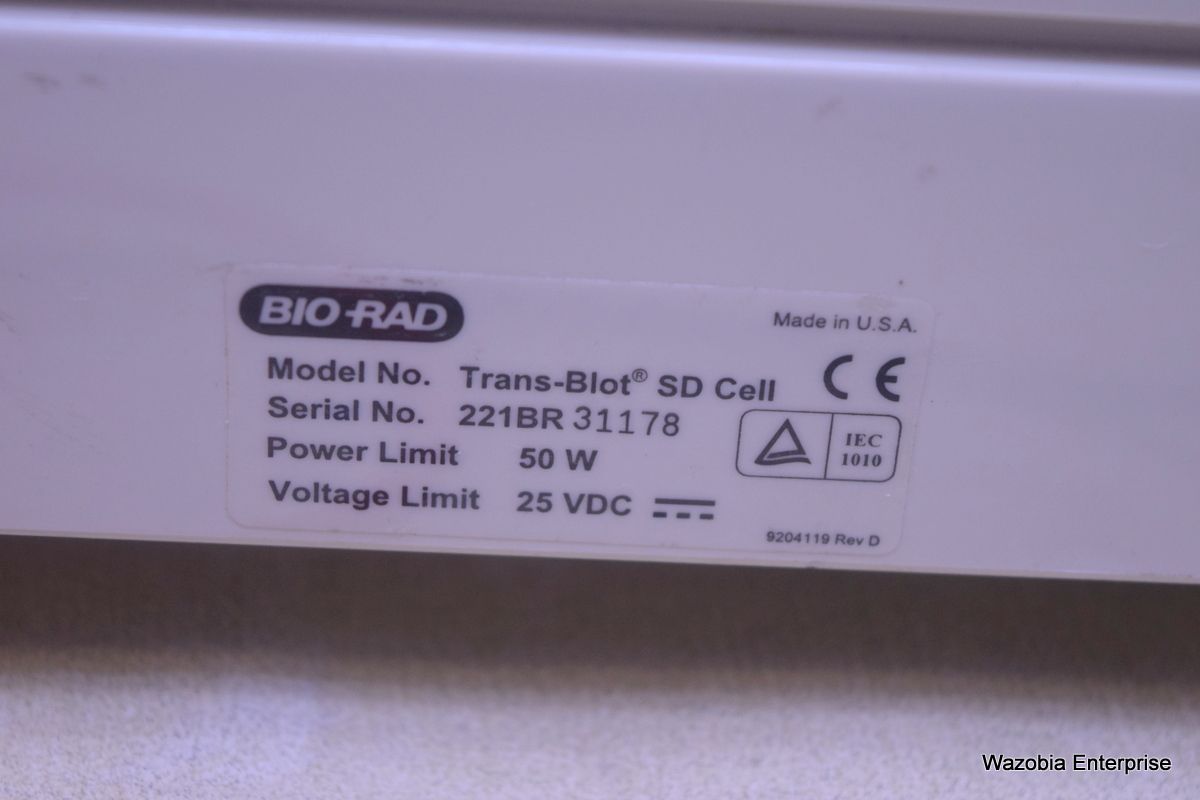 BIO-RAD
Made in U.S.A.
Model No. Trans-Blot® SD Cell
CE
Serial No. 221BR 31178
Power Limit 50 W
IEC
1010
Voltage Limit 25 VDC
9204119 Rev D
Wazobia Enterprise